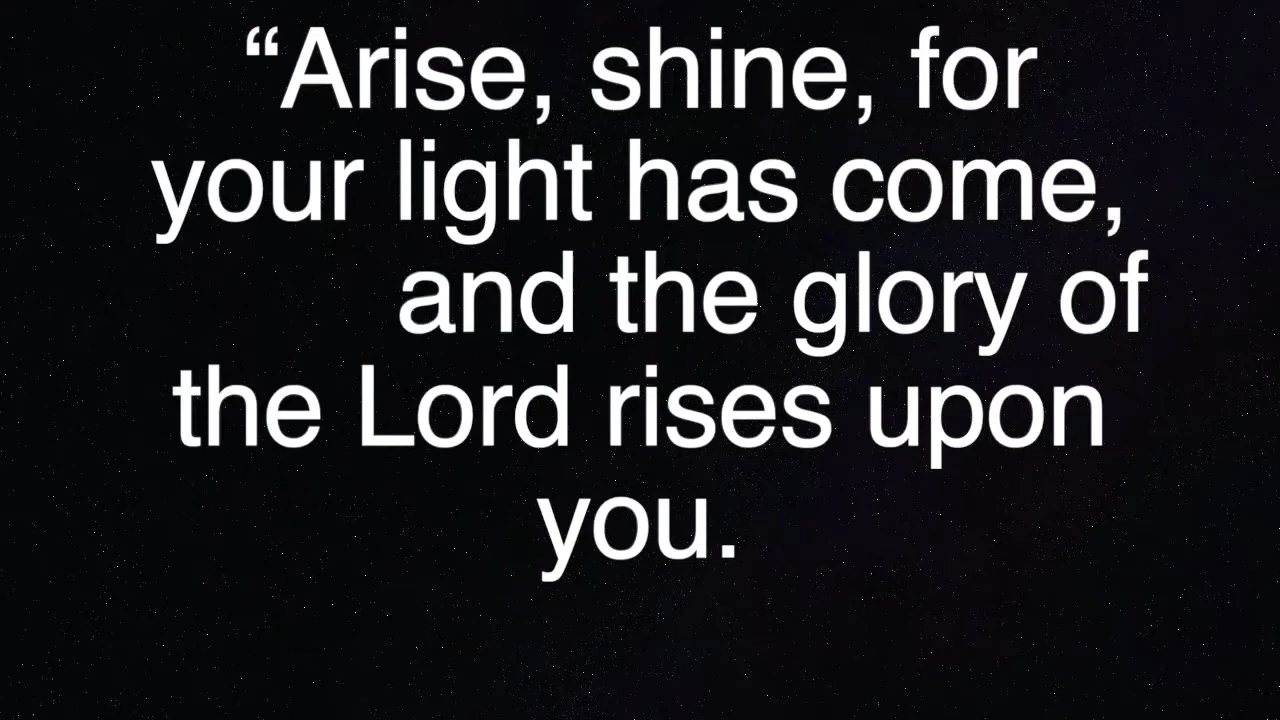 “Arise, shine, for
your light has come,
and the glory of
the Lord rises upon
you.